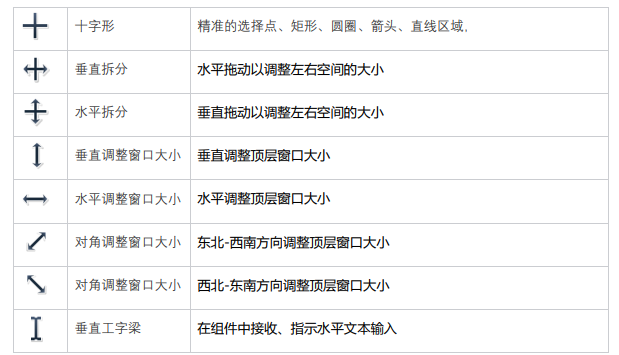 十字形 精准的选择点、矩形、圆圈、箭头、直线区域,
垂直拆分 水平拖动以调整左右空间的大小
水平拆分 垂直拖动以调整左右空间的大小
垂直调整窗口大小 垂直调整顶层窗口大小
水平调整窗口大小 水平调整顶层窗口大小
对角调整窗口大小 东北-西南方向调整顶层窗口大小
对角调整窗口大小 西北-东南方向调整顶层窗口大小
垂直工字梁 在组件中接收、指示水平文本输入